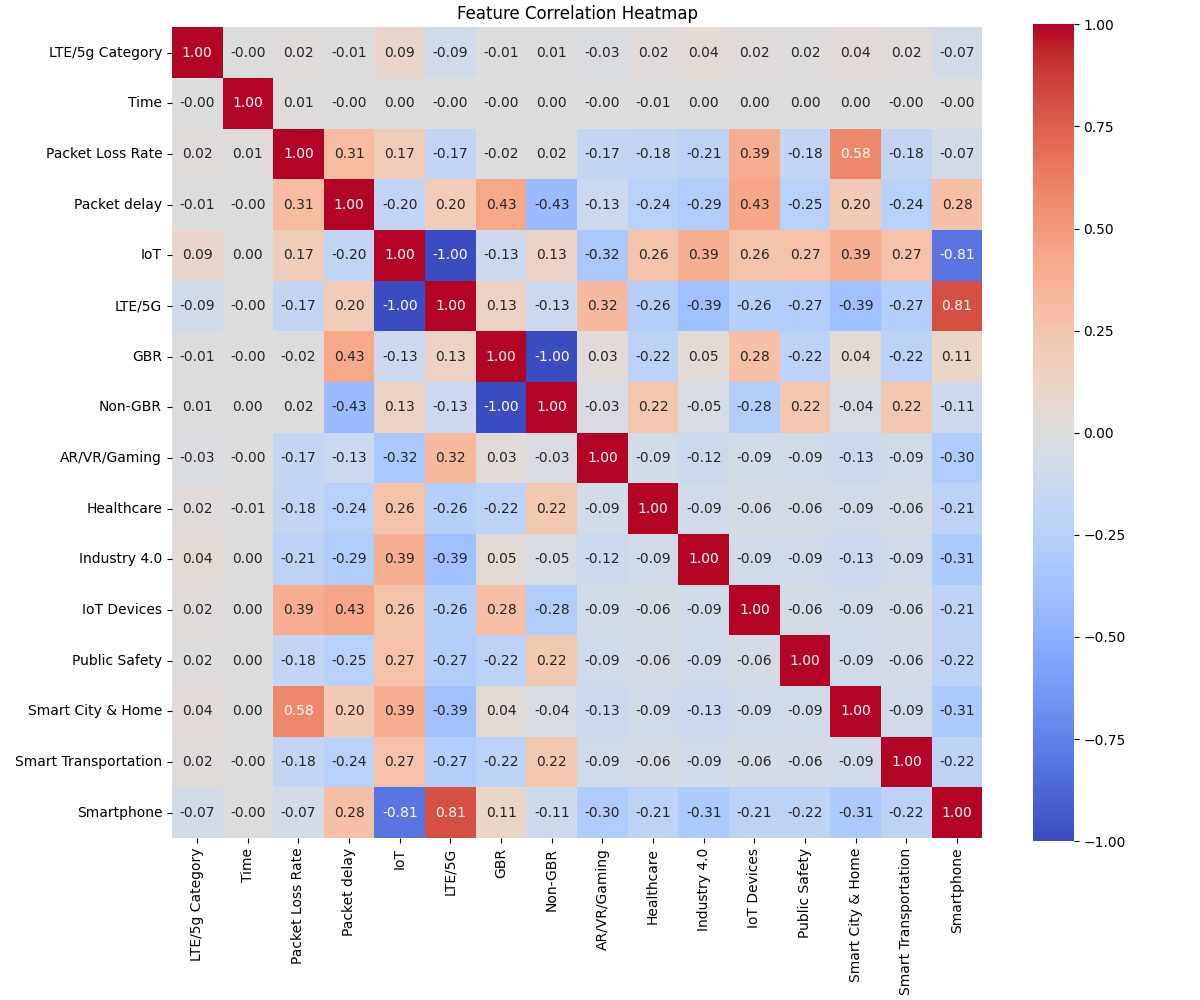 Feature Correlation Heatmap
LTE/5g Category 1.00 -0.00 0.02 -0.01 0.09 -0.09 -0.01 0.01 -0.03 0.02 0.04 0.02 0.02 0.04 0.02 -0.07
Time -0.00 1.00 0.01 -0.00 0.00 -0.00 -0.00 0.00 -0.00 -0.01 0.00 0.00 0.00 0.00 -0.00 -0.00
Packet Loss Rate 0.02 0.01 1.00 0.31 0.17 -0.17 -0.02 0.02 -0.17 -0.18 -0.21 0.39 -0.18 0.58 -0.18 -0.07
Packet delay -0.01 -0.00 0.31 1.00 -0.20 0.20 0.43 -0.43 -0.13 -0.24 -0.29 0.43 -0.25 0.20 -0.24 0.28
IoT 0.09 0.00 0.17 -0.20 1.00 -1.00 -0.13 0.13 -0.32 0.26 0.39 0.26 0.27 0.39 0.27 -0.81
LTE/5G -0.09 -0.00 -0.17 0.20 -1.00 1.00 0.13 -0.13 0.32 -0.26 -0.39 -0.26 -0.27 -0.39 -0.27 0.81
GBR -0.01 -0.00 -0.02 0.43 -0.13 0.13 1.00 -1.00 0.03 -0.22 0.05 0.28 -0.22 0.04 -0.22 0.11
Non-GBR 0.01 0.00 0.02 -0.43 0.13 -0.13 -1.00 1.00 -0.03 0.22 -0.05 -0.28 0.22 -0.04 0.22 -0.11
AR/VR/Gaming -0.03 -0.00 -0.17 -0.13 -0.32 0.32 0.03 -0.03 1.00 -0.09 -0.12 -0.09 -0.09 -0.13 -0.09 -0.30
Healthcare 0.02 -0.01 -0.18 -0.24 0.26 -0.26 -0.22 0.22 -0.09 1.00 -0.09 -0.06 -0.06 -0.09 -0.06 -0.21
Industry 4.0 0.04 0.00 -0.21 -0.29 0.39 -0.39 0.05 -0.05 -0.12 -0.09 1.00 -0.09 -0.09 -0.13 -0.09 -0.31
IoT Devices 0.02 0.00 0.39 0.43 0.26 -0.26 0.28 -0.28 -0.09 -0.06 -0.09 1.00 -0.06 -0.09 -0.06 -0.21
Public Safety 0.02 0.00 -0.18 -0.25 0.27 -0.27 -0.22 0.22 -0.09 -0.06 -0.09 -0.06 1.00 -0.09 -0.06 -0.22
Smart City & Home 0.04 0.00 0.58 0.20 0.39 -0.39 0.04 -0.04 -0.13 -0.09 -0.13 -0.09 -0.09 1.00 -0.09 -0.31
Smart Transportation 0.02 -0.00 -0.18 -0.24 0.27 -0.27 -0.22 0.22 -0.09 -0.06 -0.09 -0.06 -0.06 -0.09 1.00 -0.22
Smartphone -0.07 -0.00 -0.07 0.28 -0.81 0.81 0.11 -0.11 -0.30 -0.21 -0.31 -0.21 -0.22 -0.31 -0.22 1.00
LTE/5g Category
Time
Packet Loss Rate
Packet delay
IoT
LTE/5G
GBR
Non-GBR
AR/VR/Gaming
Healthcare
Industry 4.0
IoT Devices
Public Safety
Smart City & Home
Smart Transportation
Smartphone
1.00
0.75
0.50
0.25
0.00
−0.25
−0.50
−0.75
−1.00